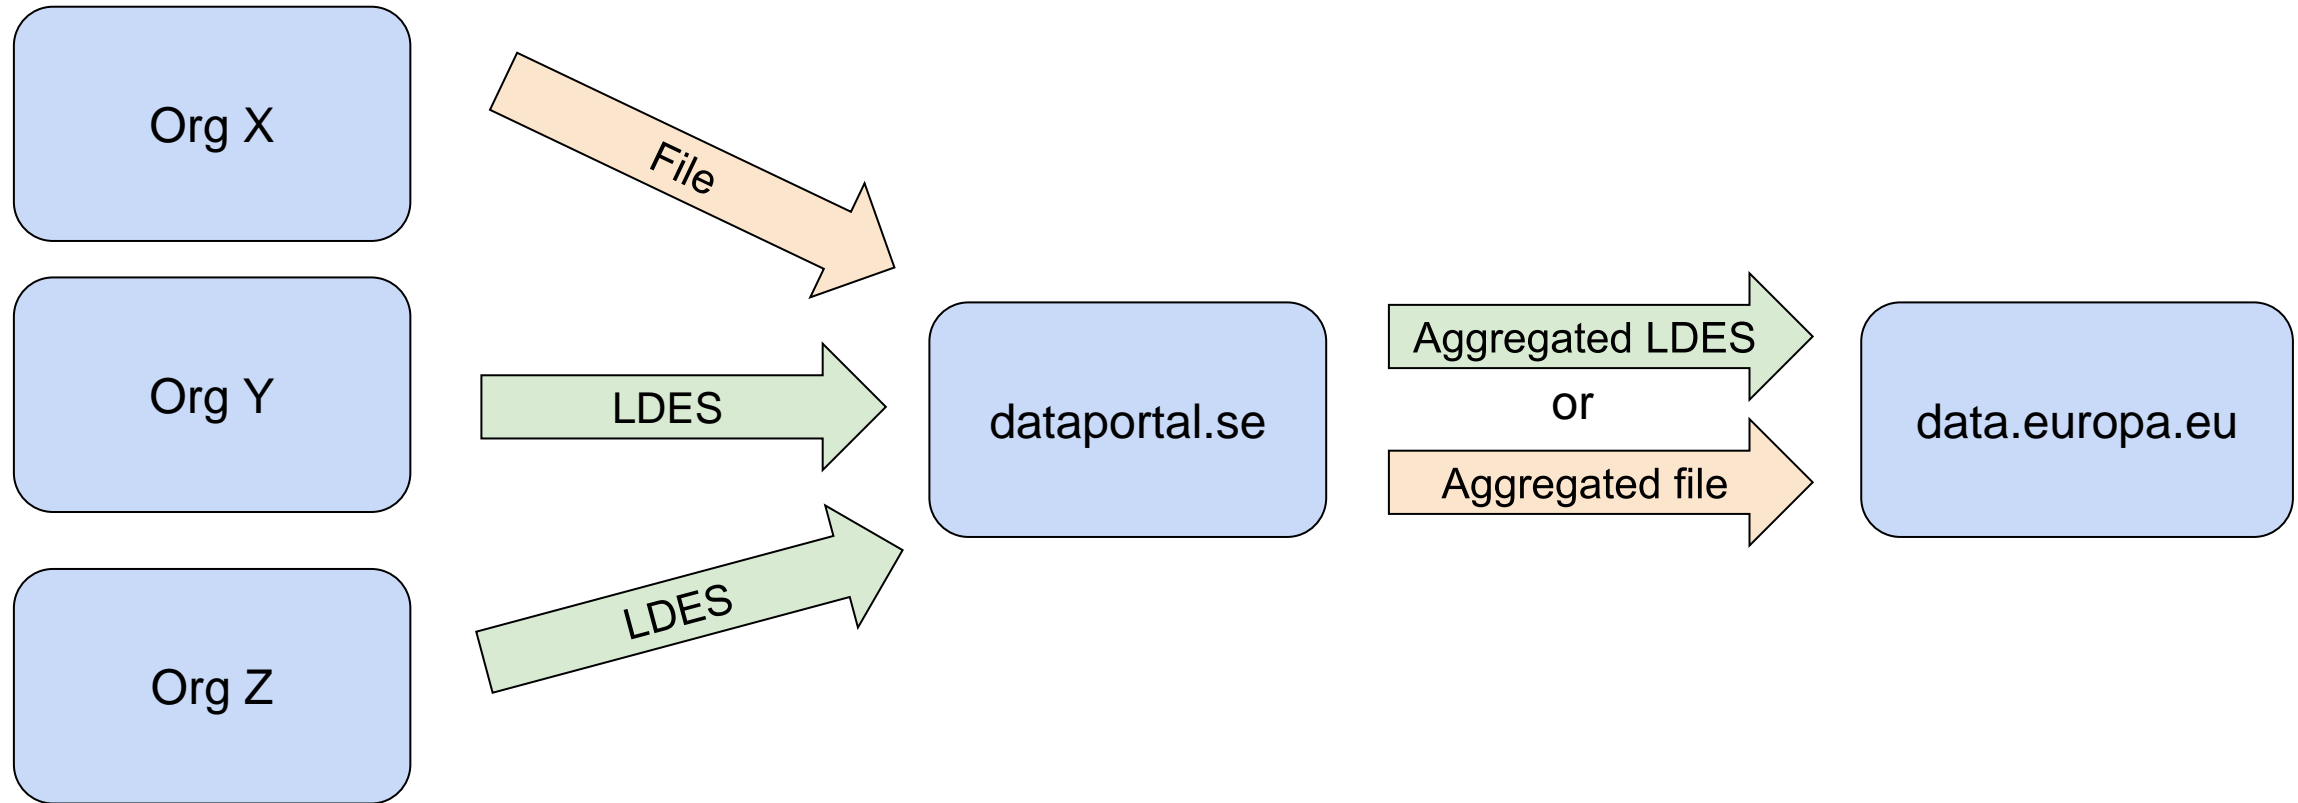 Org X
File
Org Y
LDES
Org Z
LDES
dataportal.se
Aggregated LDES
or
Aggregated file
data.europa.eu